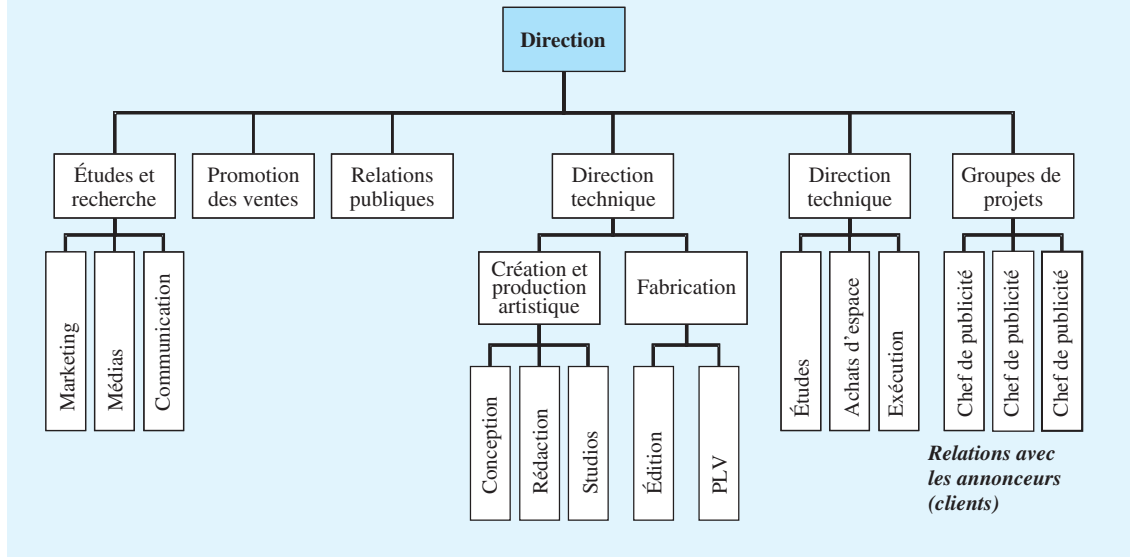 Direction
Études et
recherche
Promotion
des ventes
Relations
publiques
Direction
technique
Direction
technique
Groupes de
projets
Marketing
Médias
Communication
Création et
production
artistique
Fabrication
Conception
Rédaction
Studios
Édition
PLV
Études
Achats d'espace
Exécution
Chef de publicité
Chef de publicité
Chef de publicité
Relations avec
les annonceurs
(clients)